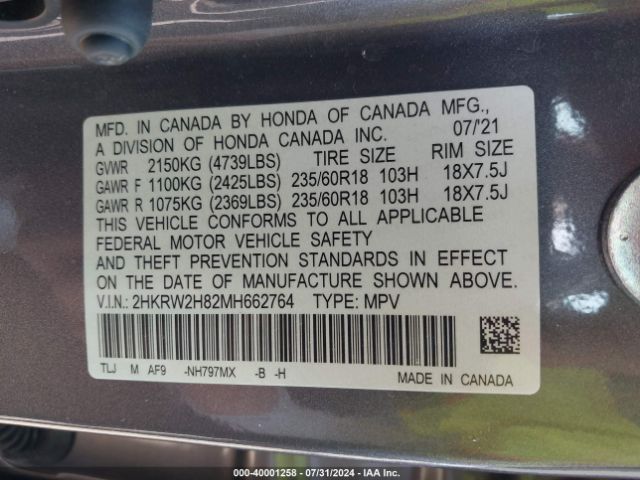 MFD. IN CANADA BY HONDA OF CANADA MFG.,
A DIVISION OF HONDA CANADA INC. 07/'21
GVWR 2150KG (4739LBS) TIRE SIZE RIM SIZE
GAWR F 1100KG (2425LBS) 235/60R18 103H 18X7.5J
GAWR R 1075KG (2369LBS) 235/60R18 103H 18X7.5J
THIS VEHICLE CONFORMS TO ALL APPLICABLE
FEDERAL MOTOR VEHICLE SAFETY
AND THEFT PREVENTION STANDARDS IN EFFECT
ON THE DATE OF MANUFACTURE SHOWN ABOVE.
V.I.N.: 2HKRW2H82MH662764 TYPE: MPV
TLJ M AF9 -NH797MX -B -H
MADE IN CANADA
000-40001258 - 07/31/2024 - IAA Inc.